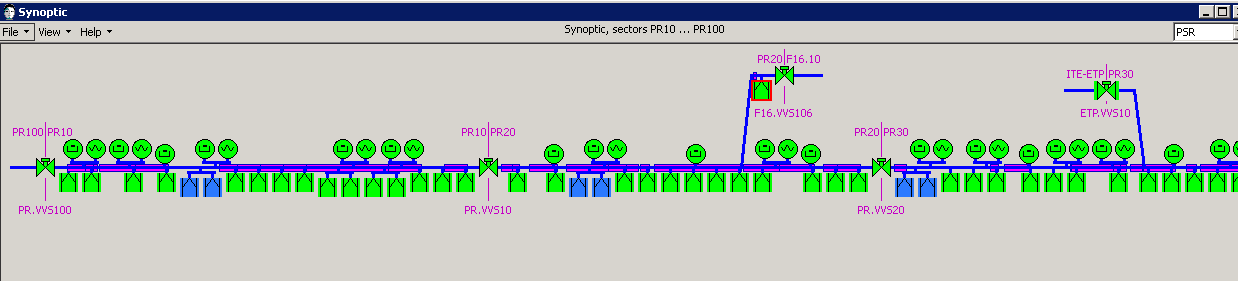 Synoptic
File View Help
Synoptic, sectors PR10 ... PR100
PSR
PR20 F16.10
ITE-ETP PR30
F16.VVS106
ETP.VVS10
PR100 PR10
PR10 PR20
PR20 PR30
PR.VVS100
PR.VVS10
PR.VVS20